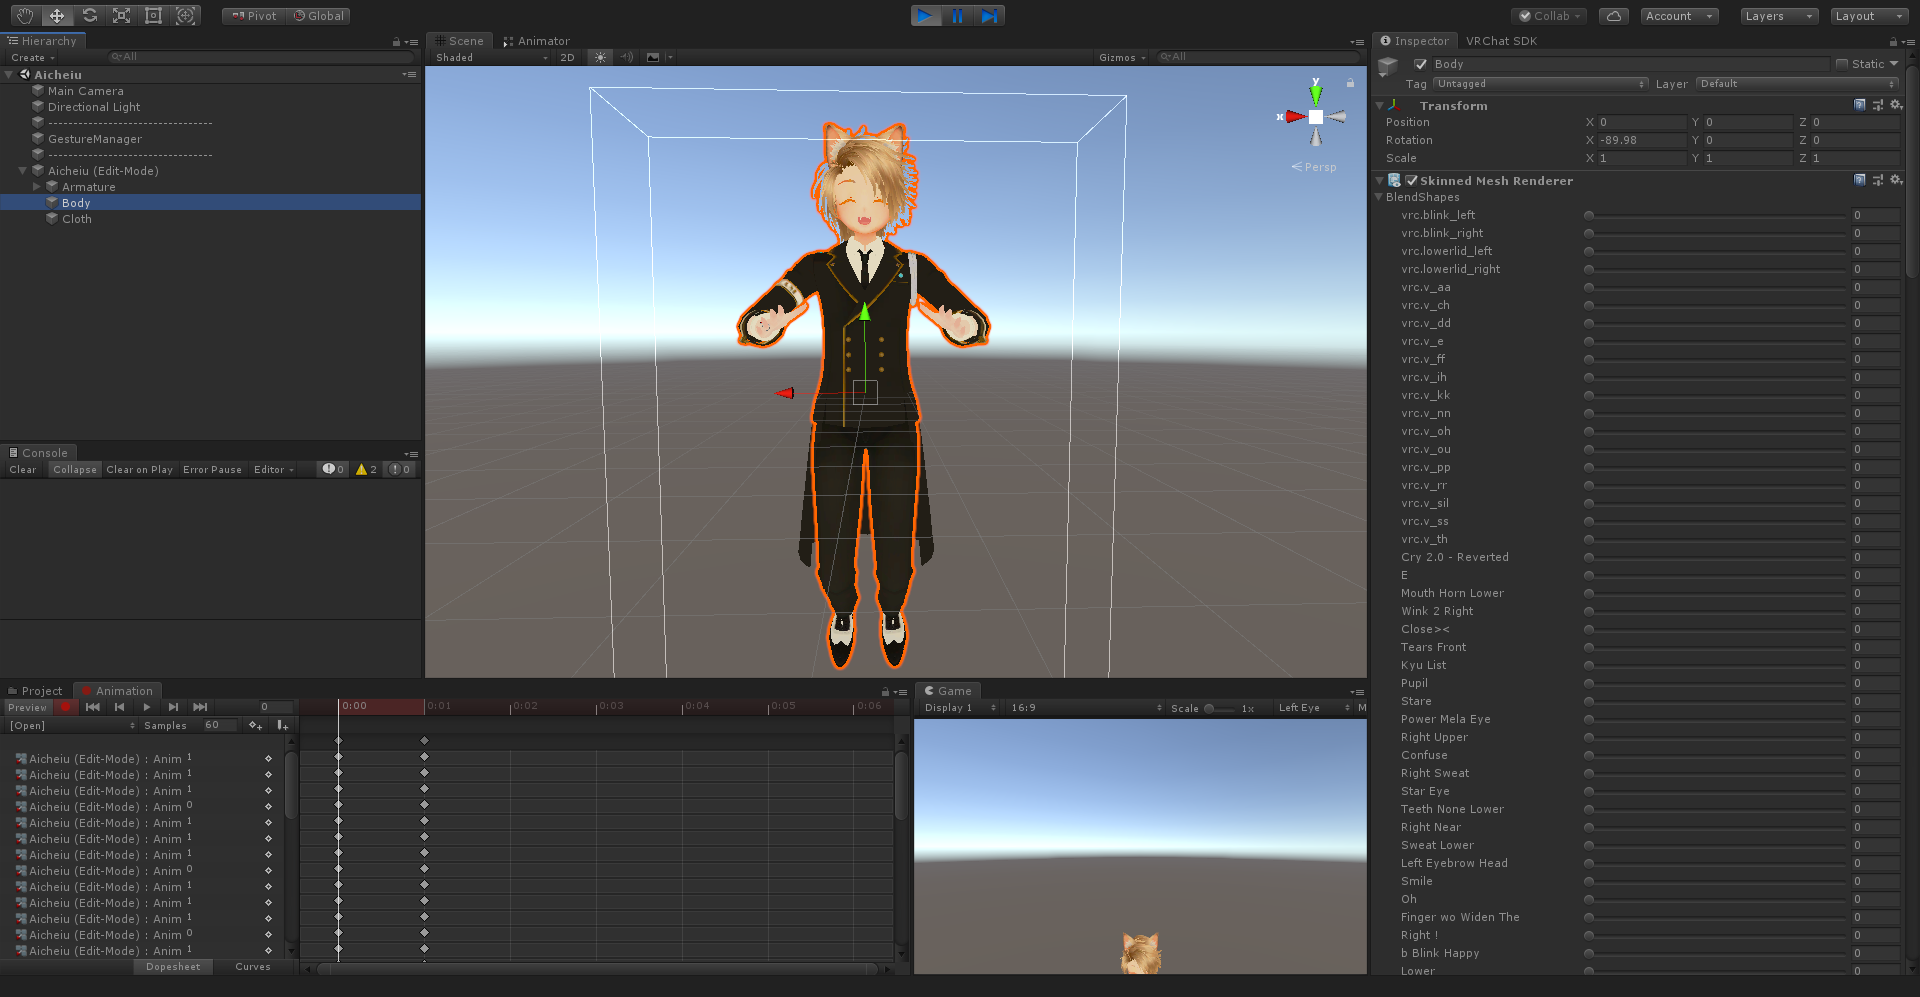 Pivot Global
Collab Account Layers Layout
Hierarchy
Create All
Aicheiu
Main Camera
Directional Light
--------------------------------
GestureManager
--------------------------------
Aicheiu (Edit-Mode)
Armature
Body
Cloth
Console
Clear Collapse Clear on Play Error Pause Editor 0 2 0
Scene Animator
Shaded 2D Gizmos All
y
x
Persp
Project Animation
Preview 0
[Open] Samples 60
0:00 0:01 0:02 0:03 0:04 0:05 0:06
Aicheiu (Edit-Mode) : Anim 1
Aicheiu (Edit-Mode) : Anim 1
Aicheiu (Edit-Mode) : Anim 1
Aicheiu (Edit-Mode) : Anim 0
Aicheiu (Edit-Mode) : Anim 1
Aicheiu (Edit-Mode) : Anim 1
Aicheiu (Edit-Mode) : Anim 1
Aicheiu (Edit-Mode) : Anim 0
Aicheiu (Edit-Mode) : Anim 1
Aicheiu (Edit-Mode) : Anim 1
Aicheiu (Edit-Mode) : Anim 1
Aicheiu (Edit-Mode) : Anim 0
Aicheiu (Edit-Mode) : Anim 1
Dopesheet Curves
Game
Display 1 16:9 Scale 1x Left Eye M
Inspector VRChat SDK
Body Static
Tag Untagged Layer Default
Transform
Position X 0 Y 0 Z 0
Rotation X -89.98 Y 0 Z 0
Scale X 1 Y 1 Z 1
Skinned Mesh Renderer
BlendShapes
vrc.blink_left 0
vrc.blink_right 0
vrc.lowerlid_left 0
vrc.lowerlid_right 0
vrc.v_aa 0
vrc.v_ch 0
vrc.v_dd 0
vrc.v_e 0
vrc.v_ff 0
vrc.v_ih 0
vrc.v_kk 0
vrc.v_nn 0
vrc.v_oh 0
vrc.v_ou 0
vrc.v_pp 0
vrc.v_rr 0
vrc.v_sil 0
vrc.v_ss 0
vrc.v_th 0
Cry 2.0 - Reverted 0
E 0
Mouth Horn Lower 0
Wink 2 Right 0
Close>< 0
Tears Front 0
Kyu List 0
Pupil 0
Stare 0
Power Mela Eye 0
Right Upper 0
Confuse 0
Right Sweat 0
Star Eye 0
Teeth None Lower 0
Right Near 0
Sweat Lower 0
Left Eyebrow Head 0
Smile 0
Oh 0
Finger wo Widen The 0
Right ! 0
b Blink Happy 0
Lower 0